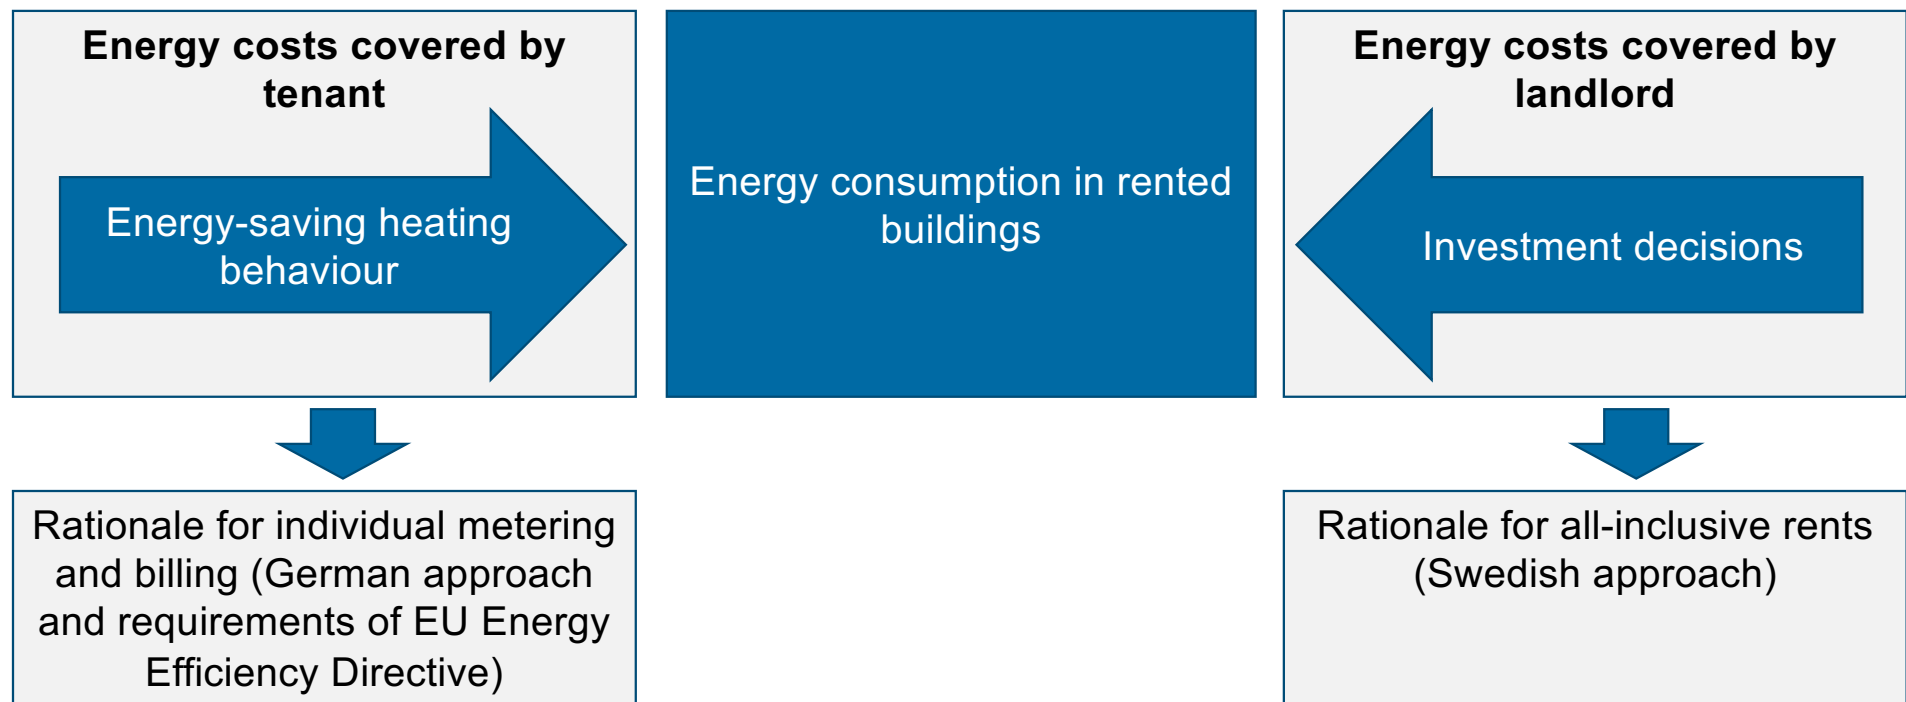 Energy costs covered by
tenant
Energy-saving heating
behaviour
Energy consumption in rented
buildings
Energy costs covered by
landlord
Investment decisions
Rationale for individual metering
and billing (German approach
and requirements of EU Energy
Efficiency Directive)
Rationale for all-inclusive rents
(Swedish approach)